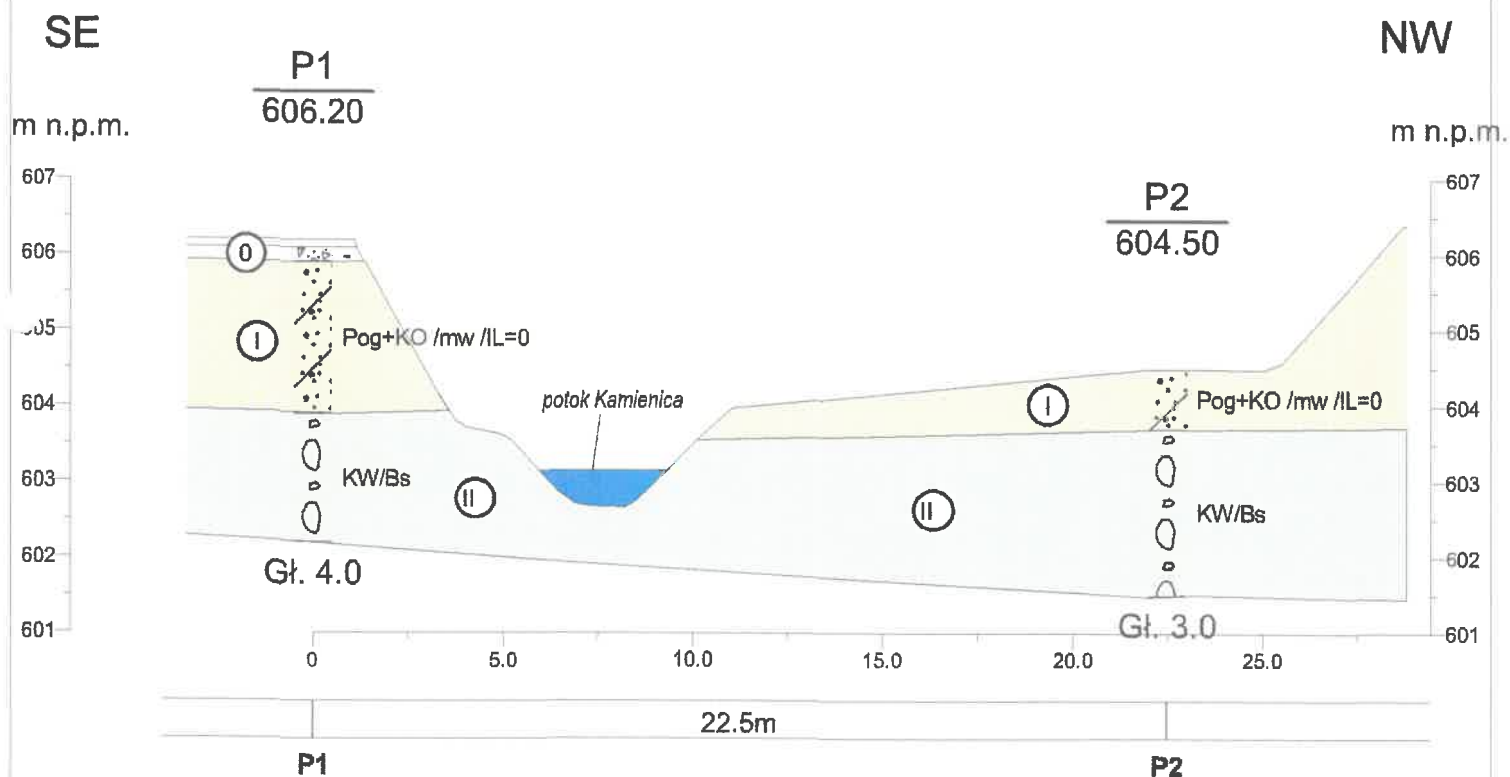 SE
NW
P1
606.20
m n.p.m.
m n.p.m.
P2
604.50
607
606
604
603
602
601
607
606
605
604
603
602
601
0
I
Pog+KO /mw /IL=0
potok Kamienica
I
Pog+KO /mw /IL=0
KW/Bs
II
II
KW/Bs
Gł. 4.0
Gł. 3.0
0
5.0
10.0
15.0
20.0
25.0
22.5m
P1
P2